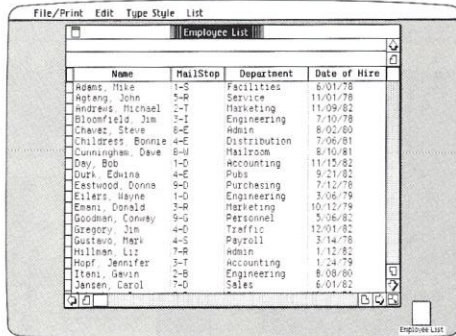 File/Print Edit Type Style List
Employee List
Name MailStop Department Date of Hire
Adams, Mike 1-S Facilities 6/01/78
Agtang, John 5-R Service 11/01/78
Andrews, Michael 2-T Marketing 11/09/82
Bloomfield, Jim 3-I Engineering 7/10/78
Chavez, Steve 8-E Admin 8/02/80
Childress, Bonnie 4-E Distribution 7/06/81
Cunningham, Dave 8-W Mailroom 8/10/81
Day, Bob 1-D Accounting 11/15/82
Durk, Edwina 4-E Pubs 9/21/82
Eastwood, Donna 9-D Purchasing 7/12/78
Eilers, Wayne 1-D Engineering 3/06/79
Emani, Donald 3-R Marketing 10/12/79
Goodman, Conway 9-G Personnel 5/06/82
Gregory, Jim 4-D Traffic 12/01/82
Gustavo, Mark 4-S Payroll 3/14/78
Hillman, Liz 7-R Admin 1/12/82
Hopf, Jennifer 3-T Accounting 1/24/79
Itani, Gavin 2-B Engineering 8/08/80
Jansen, Carol 7-D Sales 6/01/82
Employee List